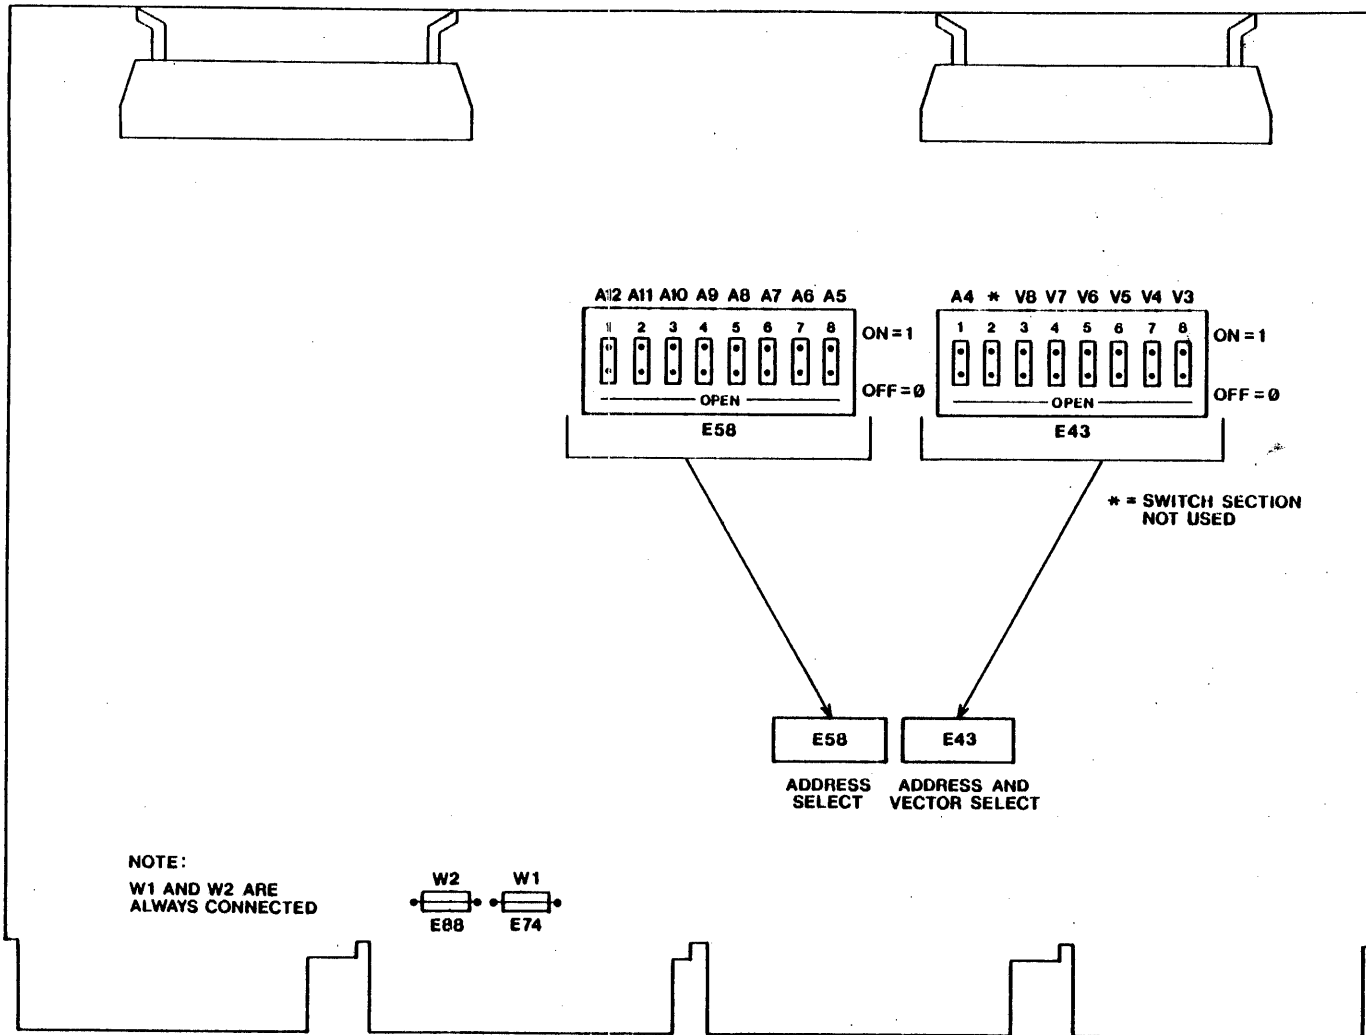 A12 A11 A10 A9 A8 A7 A6 A5
1 2 3 4 5 6 7 8
ON=1
OFF=0
OPEN
E58
A4 * V8 V7 V6 V5 V4 V3
1 2 3 4 5 6 7 8
ON=1
OFF=0
OPEN
E43
* = SWITCH SECTION
NOT USED
E58
E43
ADDRESS
SELECT
ADDRESS AND
VECTOR SELECT
NOTE:
W1 AND W2 ARE
ALWAYS CONNECTED
W2
E88
W1
E74